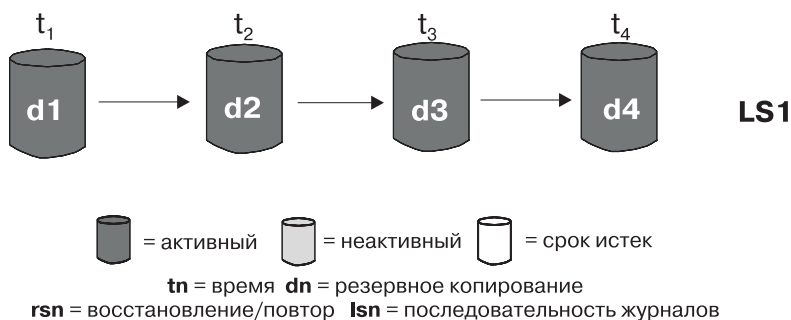 t1 t2 t3 t4
d1 d2 d3 d4 LS1
= активный = неактивный = срок истек
tn = время dn = резервное копирование
rsn = восстановление/повтор lsn = последовательность журналов